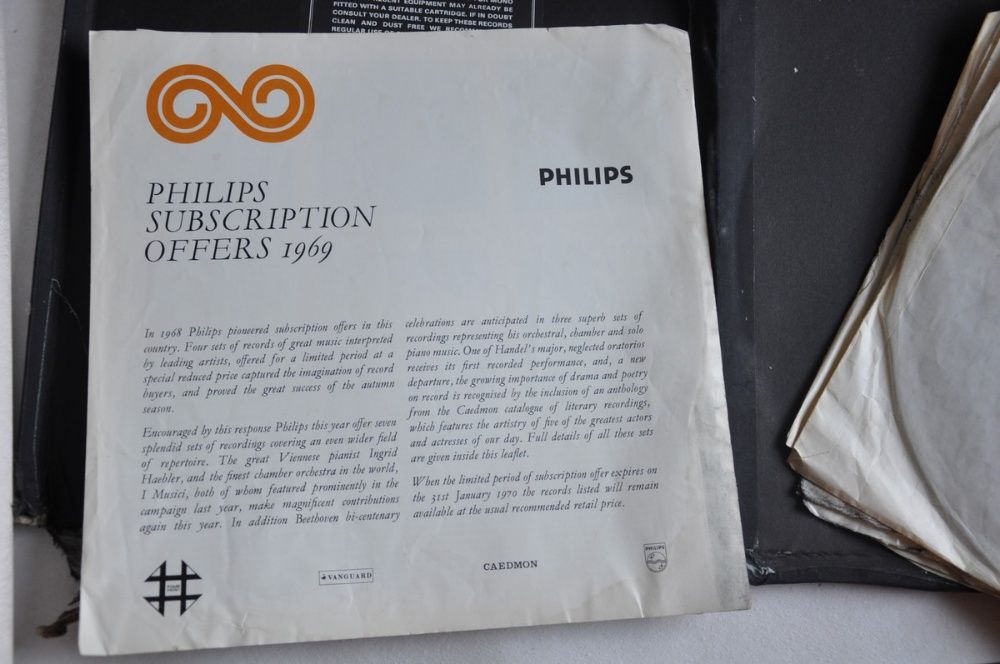 EQUIPMENT MAY ALREADY BE
FITTED WITH A SUITABLE CARTRIDGE. IF IN DOUBT
CONSULT YOUR DEALER. TO KEEP THESE RECORDS
CLEAN AND DUST FREE WE
REGULAR USE
PHILIPS
SUBSCRIPTION
OFFERS 1969
PHILIPS
In 1968 Philips pioneered subscription offers in this
country. Four sets of records of great music interpreted
by leading artists, offered for a limited period at a
special reduced price captured the imagination of record
buyers, and proved the great success of the autumn
season.
Encouraged by this response Philips this year offer seven
splendid sets of recordings covering an even wider field
of repertoire. The great Viennese pianist Ingrid
Haebler, and the finest chamber orchestra in the world,
I Musici, both of whom featured prominently in the
campaign last year, make magnificent contributions
again this year. In addition Beethoven bi-centenary
celebrations are anticipated in three superb sets of
recordings representing his orchestral, chamber and solo
piano music. One of Handel's major, neglected oratorios
receives its first recorded performance, and, a new
departure, the growing importance of drama and poetry
on record is recognised by the inclusion of an anthology
from the Caedmon catalogue of literary recordings,
which features the artistry of five of the greatest actors
and actresses of our day. Full details of all these sets
are given inside this leaflet.
When the limited period of subscription offer expires on
the 31st January 1970 the records listed will remain
available at the usual recommended retail price.
VANGUARD
CAEDMON
PHILIPS